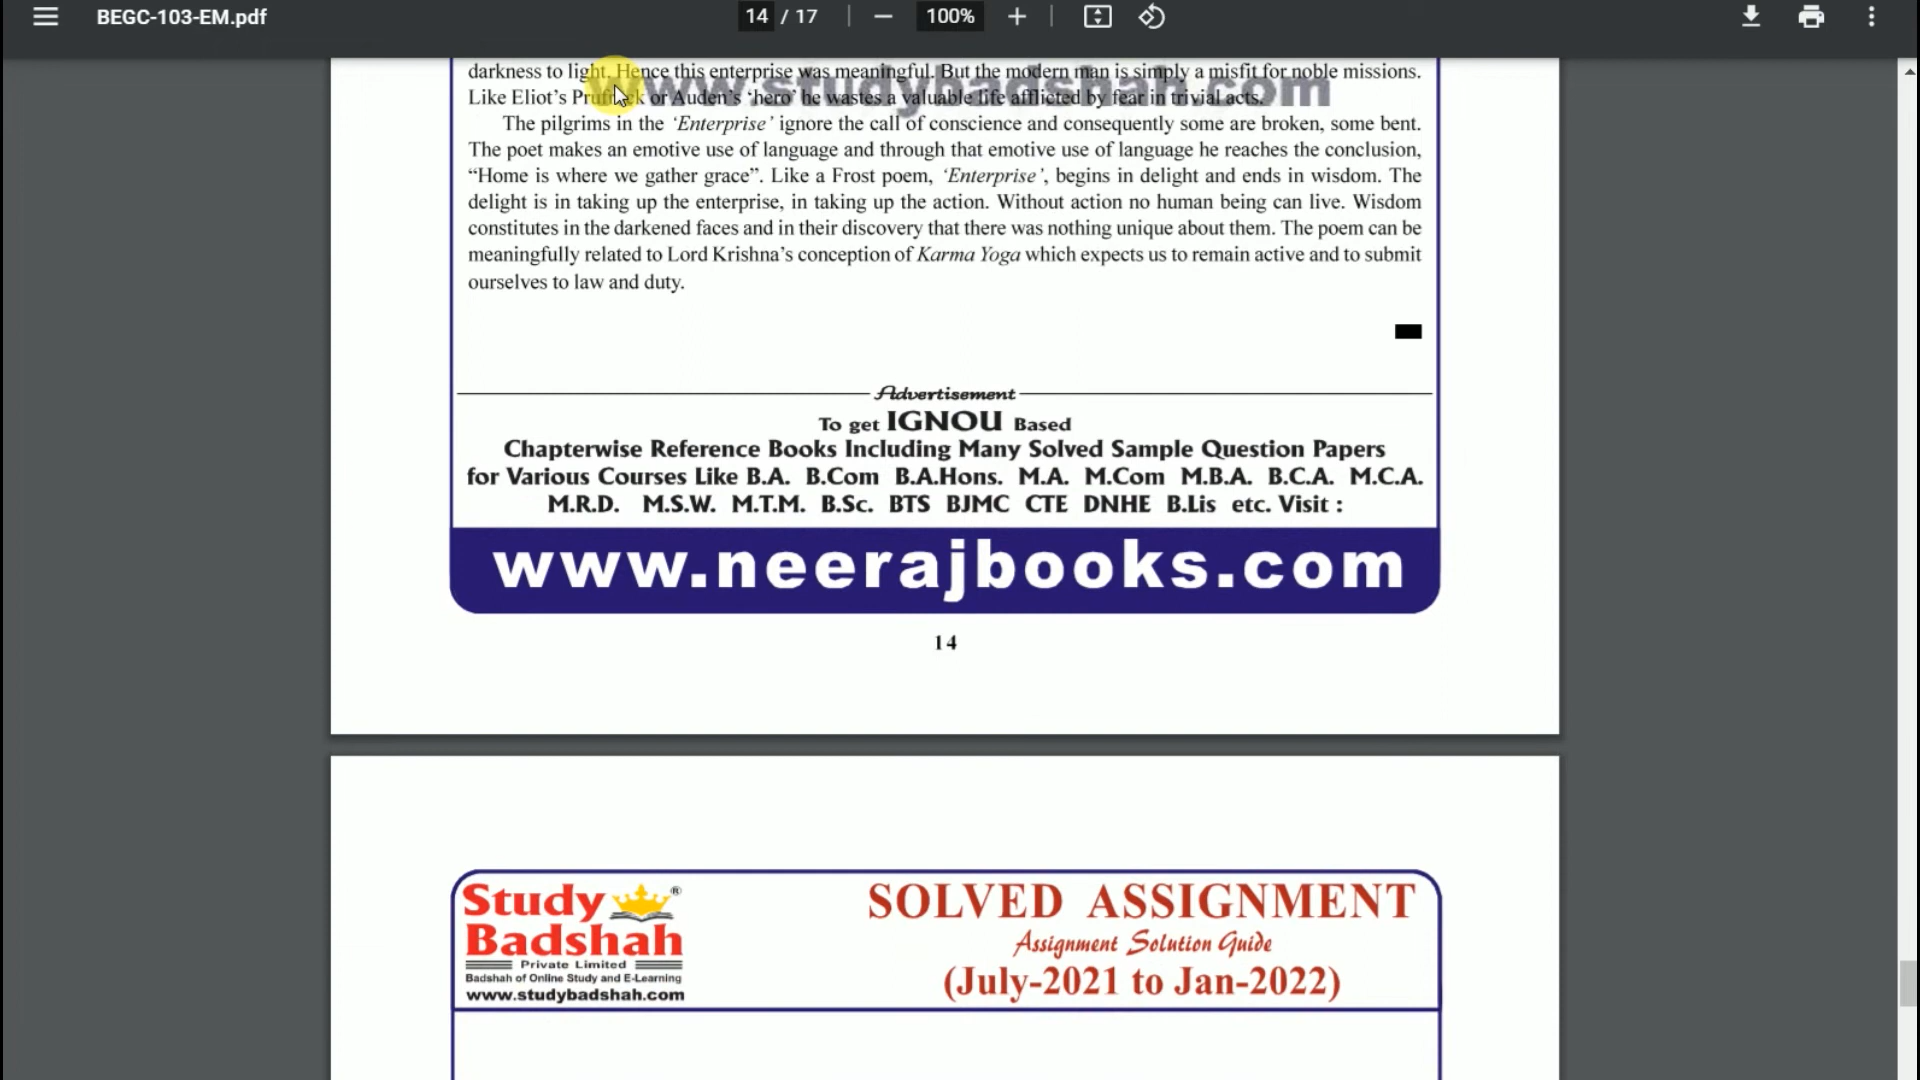 BEGC-103-EM.pdf
14 / 17
100%
www.studybadshah.com
darkness to light. Hence this enterprise was meaningful. But the modern man is simply a misfit for noble missions.
Like Eliot's Prufrock or Auden's ‘hero’ he wastes a valuable life afflicted by fear in trivial acts.
The pilgrims in the ‘Enterprise’ ignore the call of conscience and consequently some are broken, some bent.
The poet makes an emotive use of language and through that emotive use of language he reaches the conclusion,
“Home is where we gather grace”. Like a Frost poem, ‘Enterprise’, begins in delight and ends in wisdom. The
delight is in taking up the enterprise, in taking up the action. Without action no human being can live. Wisdom
constitutes in the darkened faces and in their discovery that there was nothing unique about them. The poem can be
meaningfully related to Lord Krishna’s conception of Karma Yoga which expects us to remain active and to submit
ourselves to law and duty.
Advertisement
To get IGNOU Based
Chapterwise Reference Books Including Many Solved Sample Question Papers
for Various Courses Like B.A. B.Com B.A.Hons. M.A. M.Com M.B.A. B.C.A. M.C.A.
M.R.D. M.S.W. M.T.M. B.Sc. BTS BJMC CTE DNHE B.Lis etc. Visit :
www.neerajbooks.com
14
Study
Badshah ®
Private Limited
Badshah of Online Study and E-Learning
www.studybadshah.com
SOLVED ASSIGNMENT
Assignment Solution Guide
(July-2021 to Jan-2022)